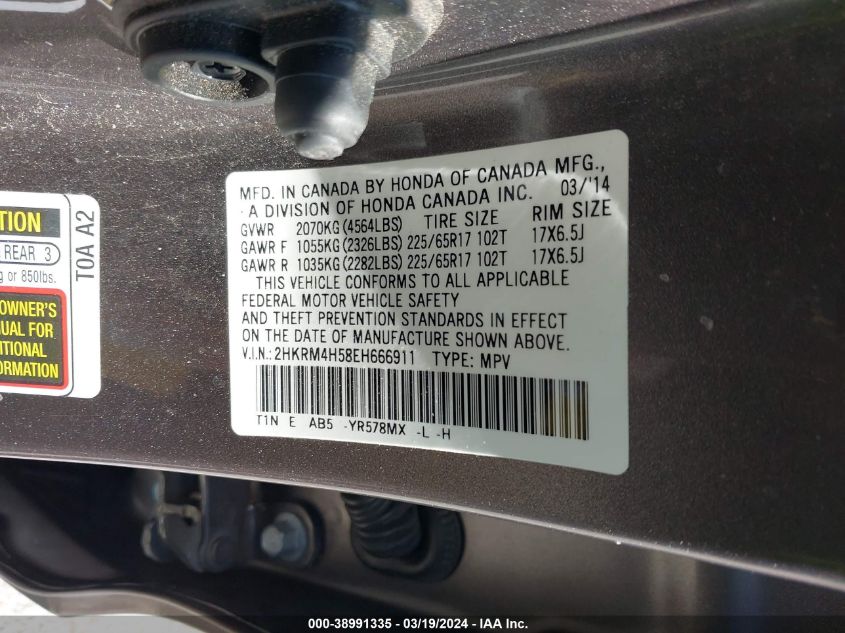 MFD. IN CANADA BY HONDA OF CANADA MFG.,
· A DIVISION OF HONDA CANADA INC. 03/'14
GVWR 2070KG(4564LBS) TIRE SIZE RIM SIZE
GAWR F 1055KG(2326LBS) 225/65R17 102T 17X6.5J
GAWR R 1035KG(2282LBS) 225/65R17 102T 17X6.5J
THIS VEHICLE CONFORMS TO ALL APPLICABLE
FEDERAL MOTOR VEHICLE SAFETY
AND THEFT PREVENTION STANDARDS IN EFFECT
ON THE DATE OF MANUFACTURE SHOWN ABOVE.
V.I.N.:2HKRM4H58EH666911 TYPE: MPV
T1N E AB5 -YR578MX -L -H
REAR 3
or 850lbs.
OWNER'S
FOR
T0A A2
000-38991335 - 03/19/2024 - IAA Inc.